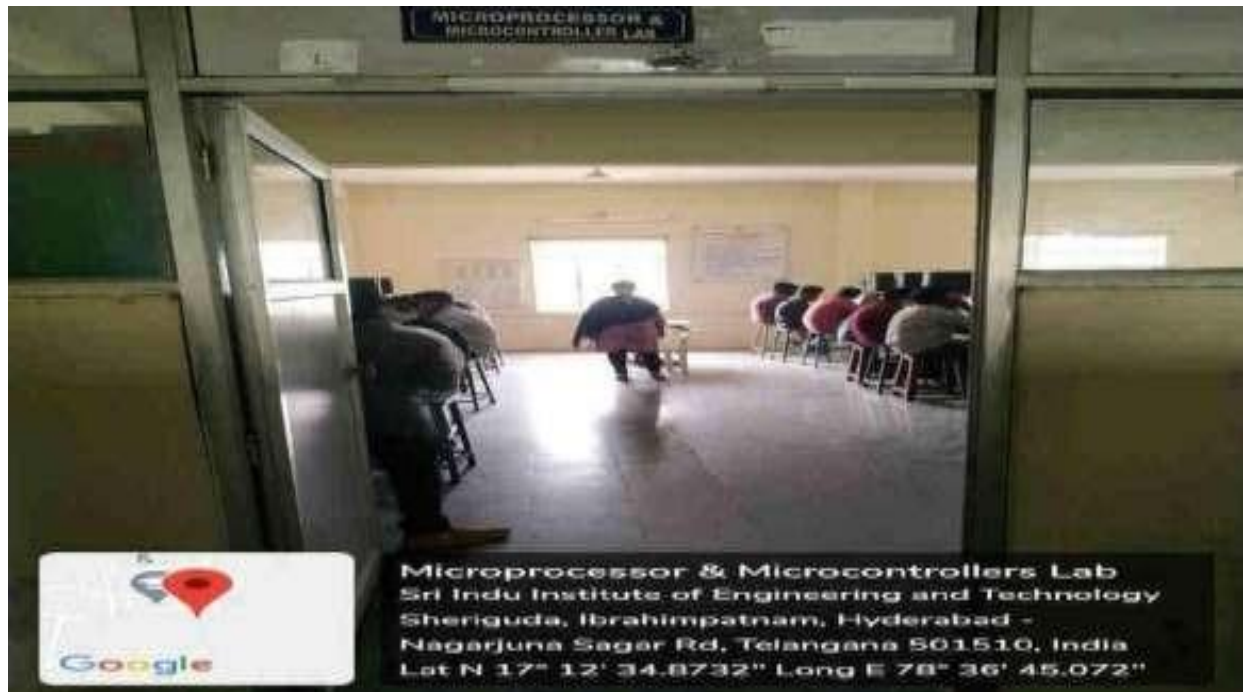 MICROPROCESSOR &
MICROCONTROLLER LAB
Google
Microprocessor & Microcontrollers Lab
Sri Indu Institute of Engineering and Technology
Sheriguda, Ibrahimpatnam, Hyderabad -
Nagarjuna Sagar Rd, Telangana 501510, India
Lat N 17° 12' 34.8732" Long E 78° 36' 45.072"